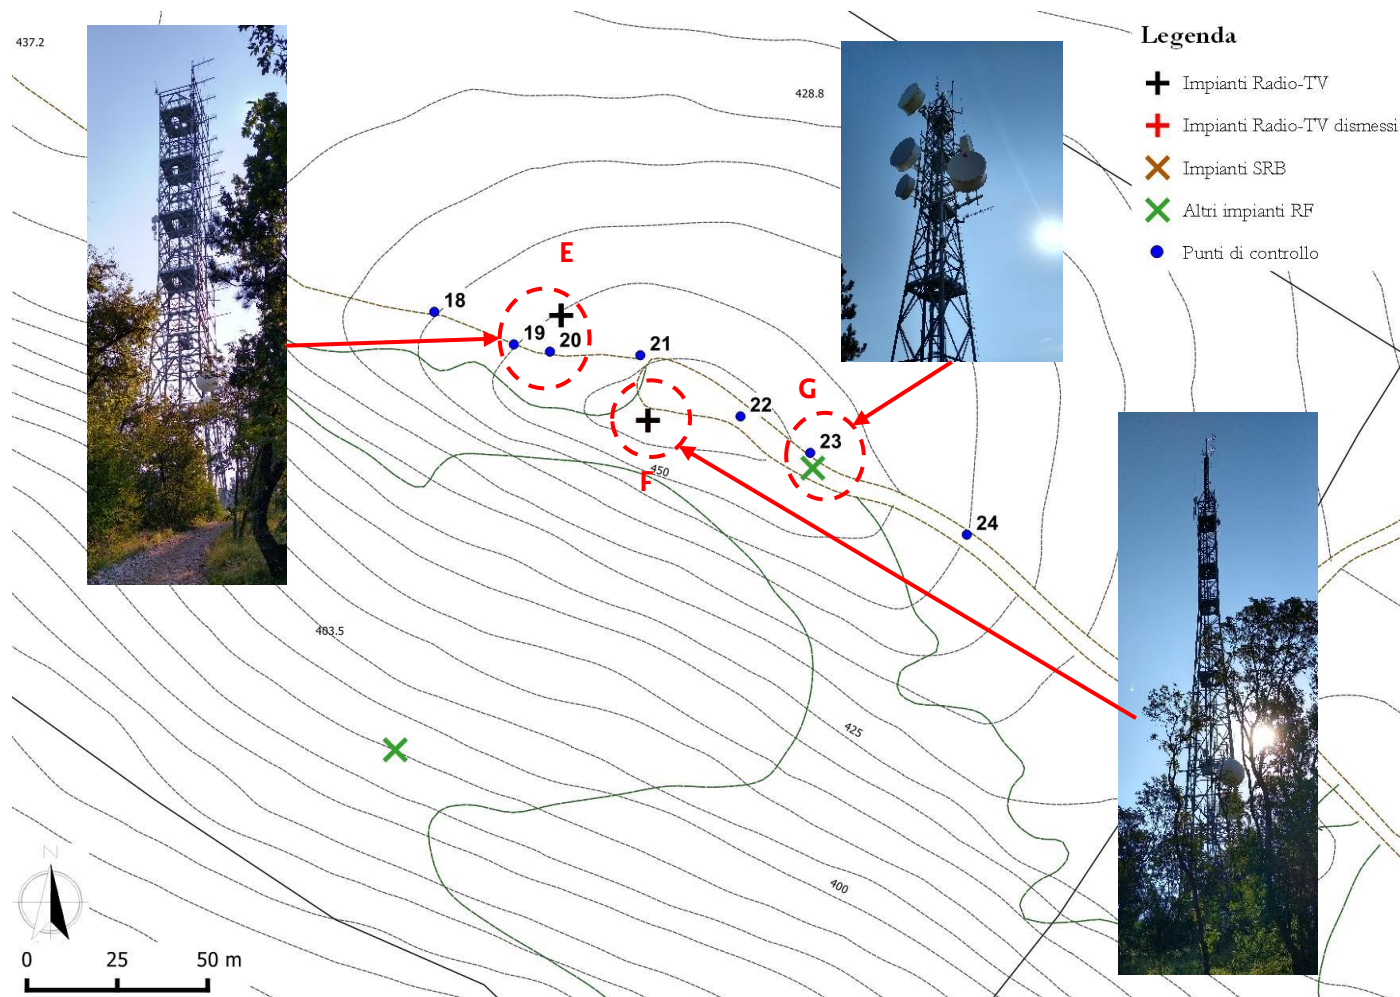 Legenda
437.2
Impianti Radio-TV
428.8
Impianti Radio-TV dismessi
Impianti SRB
Altri impianti RF
E
Punti di controllo
18
19
20
21
G
22
23
450
F
24
403.5
425
N
400
0 25 50 m